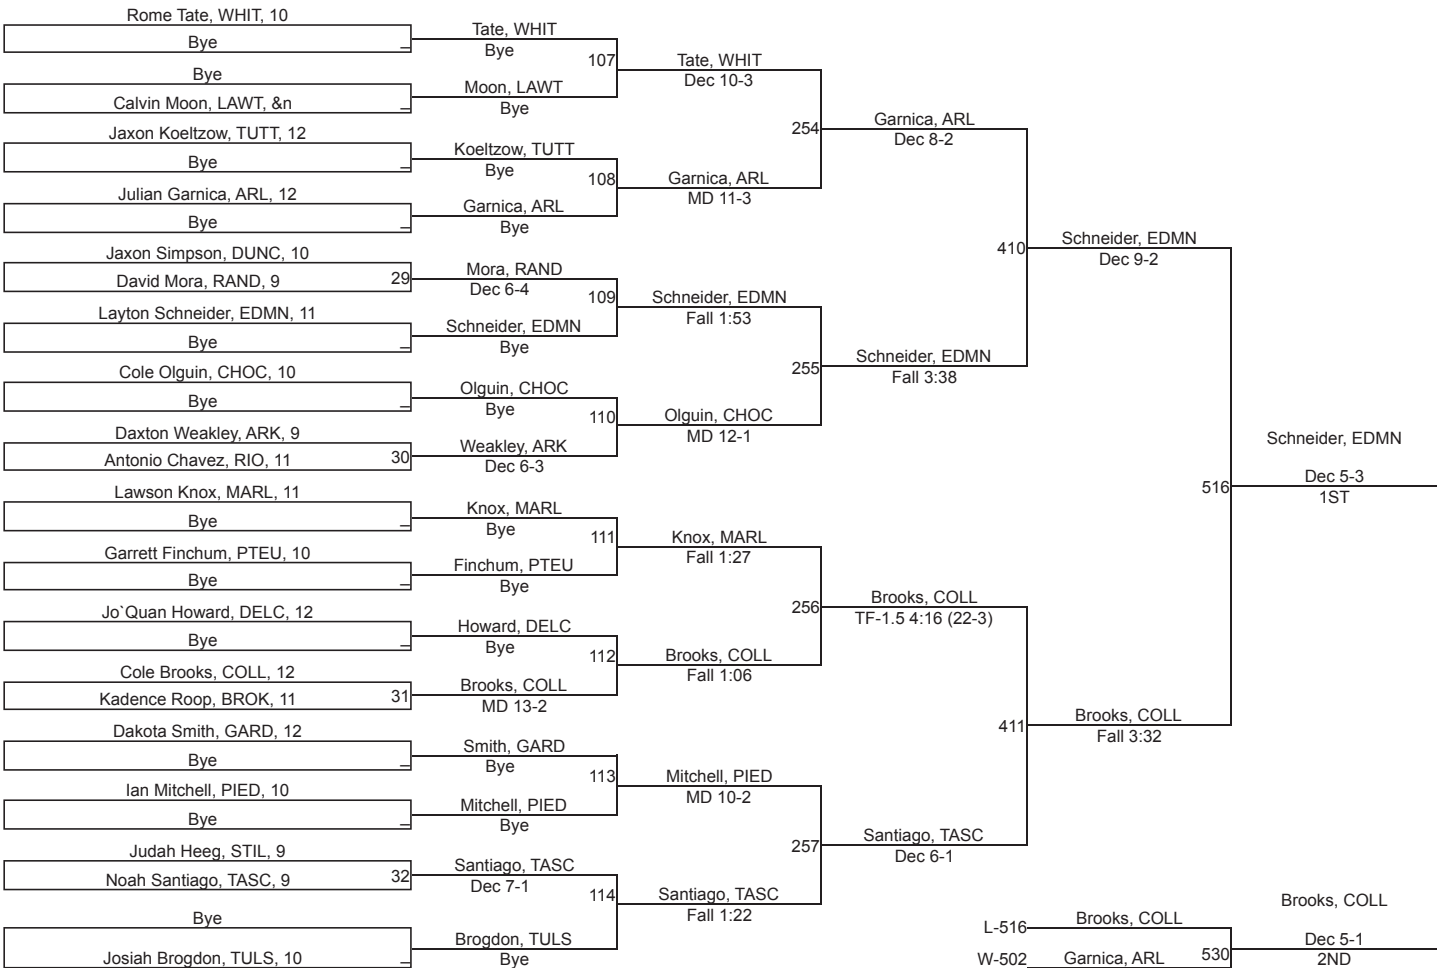 Rome Tate, WHIT, 10
Bye _
Bye
Calvin Moon, LAWT, &n _
Jaxon Koeltzow, TUTT, 12
Bye _
Julian Garnica, ARL, 12
Bye _
Jaxon Simpson, DUNC, 10
David Mora, RAND, 9 29
Layton Schneider, EDMN, 11
Bye _
Cole Olguin, CHOC, 10
Bye _
Daxton Weakley, ARK, 9
Antonio Chavez, RIO, 11 30
Lawson Knox, MARL, 11
Bye _
Garrett Finchum, PTEU, 10
Bye _
Jo`Quan Howard, DELC, 12
Bye _
Cole Brooks, COLL, 12
Kadence Roop, BROK, 11 31
Dakota Smith, GARD, 12
Bye _
Ian Mitchell, PIED, 10
Bye _
Judah Heeg, STIL, 9
Noah Santiago, TASC, 9 32
Bye
Josiah Brogdon, TULS, 10 _
Tate, WHIT
Bye
107
Moon, LAWT
Bye
Koeltzow, TUTT
Bye
108
Garnica, ARL
Bye
Mora, RAND
Dec 6-4
109
Schneider, EDMN
Bye
Olguin, CHOC
Bye
110
Weakley, ARK
Dec 6-3
Knox, MARL
Bye
111
Finchum, PTEU
Bye
Howard, DELC
Bye
112
Brooks, COLL
MD 13-2
Smith, GARD
Bye
113
Mitchell, PIED
Bye
Santiago, TASC
Dec 7-1
114
Brogdon, TULS
Bye
Tate, WHIT
Dec 10-3
254
Garnica, ARL
MD 11-3
Schneider, EDMN
Fall 1:53
255
Olguin, CHOC
MD 12-1
Knox, MARL
Fall 1:27
256
Brooks, COLL
Fall 1:06
Mitchell, PIED
MD 10-2
257
Santiago, TASC
Fall 1:22
Garnica, ARL
Dec 8-2
410
Schneider, EDMN
Fall 3:38
Brooks, COLL
TF-1.5 4:16 (22-3)
411
Santiago, TASC
Dec 6-1
Schneider, EDMN
Dec 9-2
516
Brooks, COLL
Fall 3:32
Schneider, EDMN
Dec 5-3
1ST
L-516 Brooks, COLL
W-502 Garnica, ARL 530
Brooks, COLL
Dec 5-1
2ND